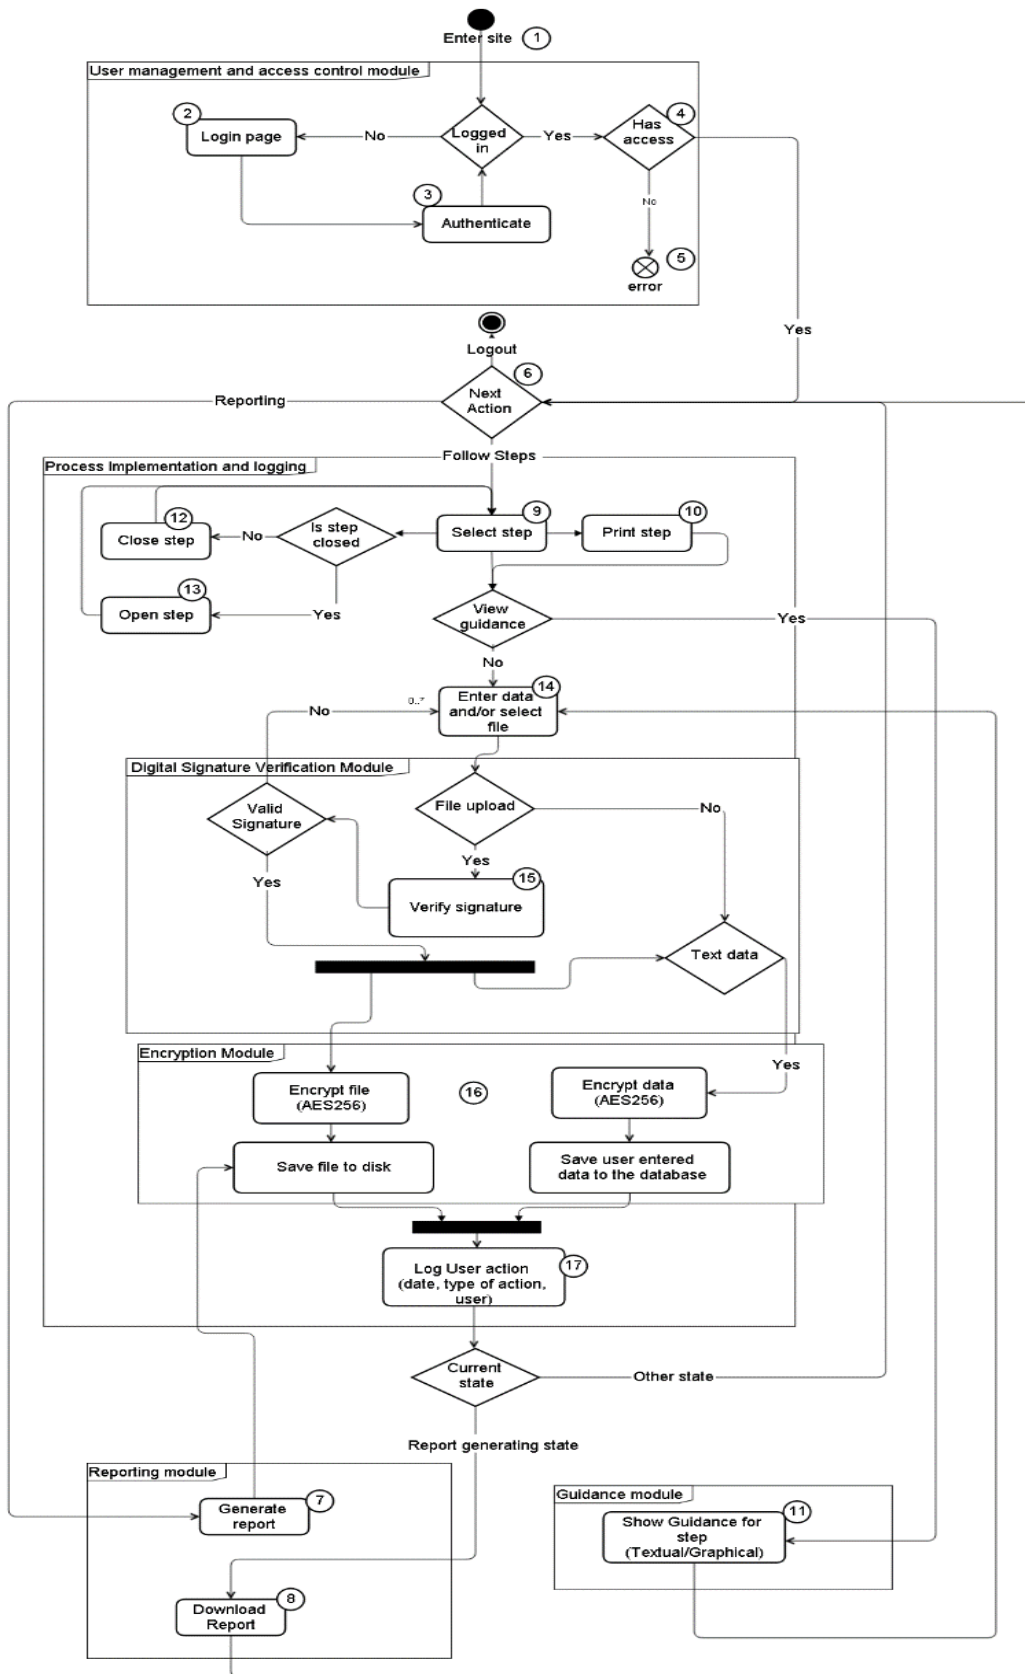 Enter site 1
User management and access control module
2
Login page
No
Logged
in
Yes
Has
access
4
3
Authenticate
No
5
error
Yes
Logout
6
Next
Action
Reporting
Follow Steps
Process Implementation and logging
12
Close step
No
Is step
closed
9
Select step
10
Print step
13
Open step
Yes
View
guidance
Yes
No
14
Enter data
and/or select
file
No
Digital Signature Verification Module
Valid
Signature
File upload
No
Yes
Yes
15
Verify signature
Text data
Encryption Module
Yes
Encrypt file
(AES256)
16
Encrypt data
(AES256)
Save file to disk
Save user entered
data to the database
Log User action
(date, type of action,
user)
17
Current
state
Other state
Report generating state
Reporting module
7
Generate
report
Guidance module
11
Show Guidance for
step
(Textual/Graphical)
8
Download
Report